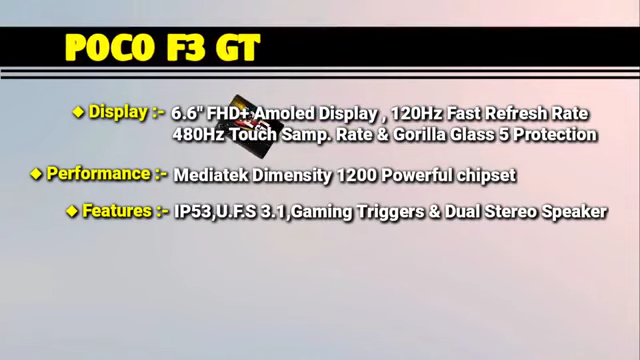 POCO F3 GT
◆ Display :- 6.6" FHD+ Amoled Display , 120Hz Fast Refresh Rate
480Hz Touch Samp. Rate & Gorilla Glass 5 Protection
◆ Performance :- Mediatek Dimensity 1200 Powerful chipset
◆ Features :- IP53,U.F.S 3.1,Gaming Triggers & Dual Stereo Speaker